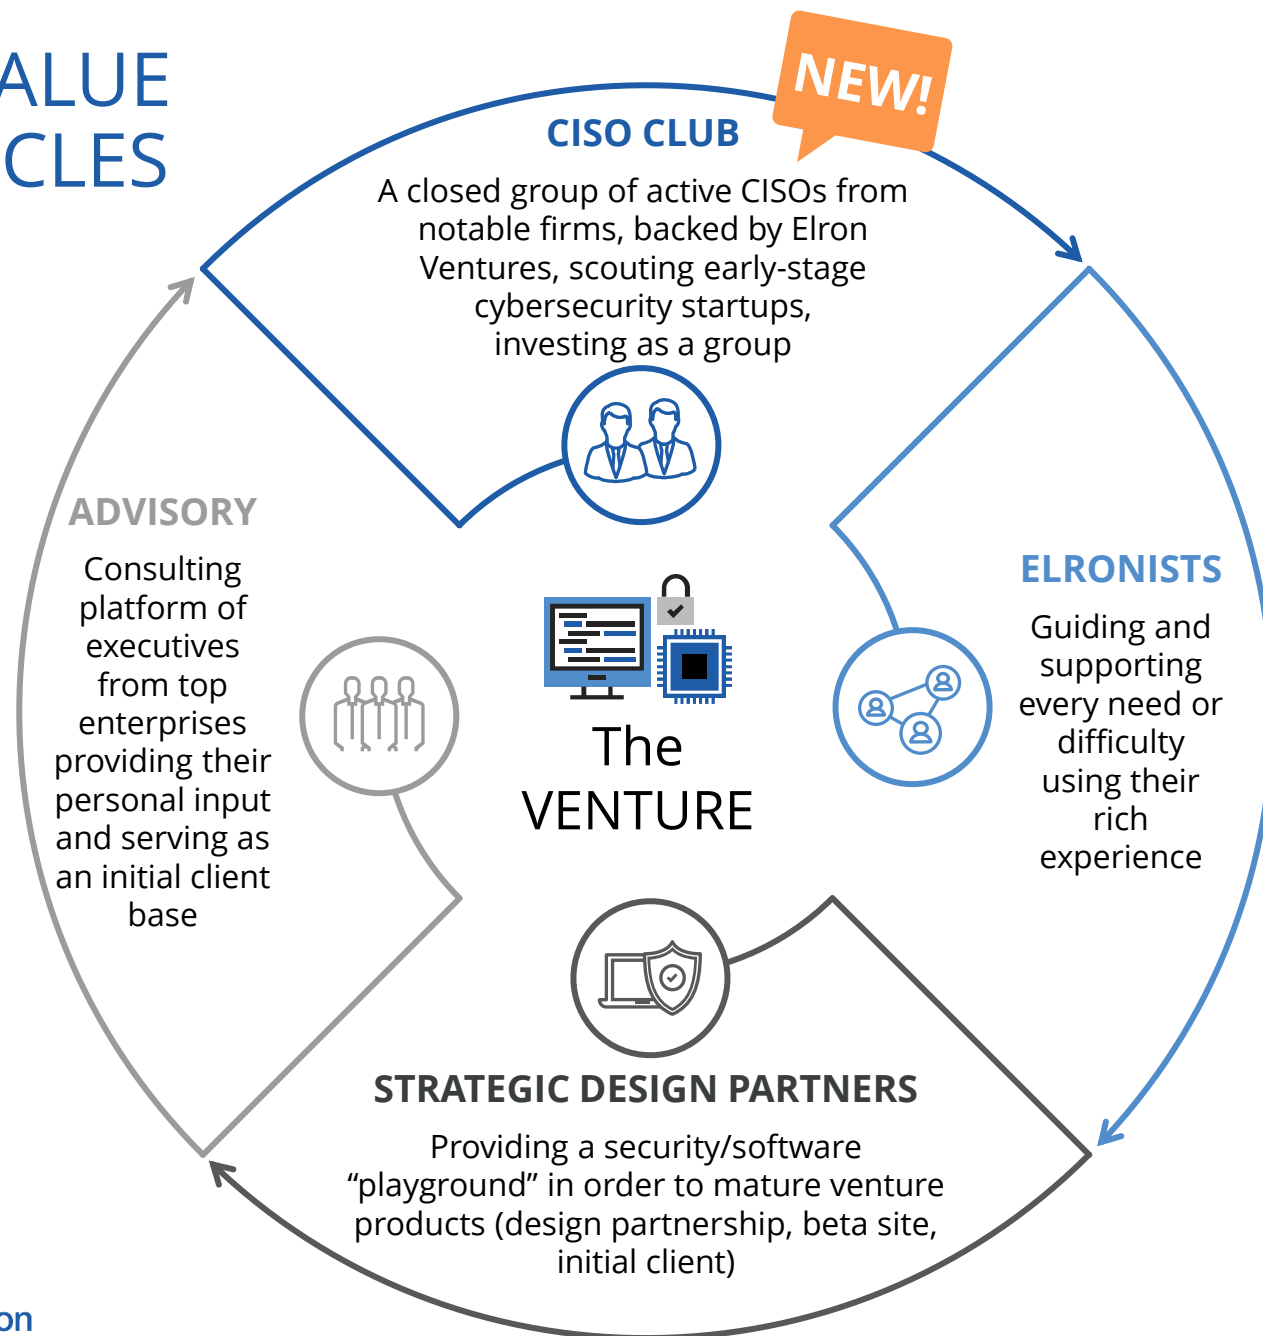 ALUE
CLES
NEW!
CISO CLUB
A closed group of active CISOs from
notable firms, backed by Elron
Ventures, scouting early-stage
cybersecurity startups,
investing as a group
ELRONISTS
Guiding and
supporting
every need or
difficulty
using their
rich
experience
STRATEGIC DESIGN PARTNERS
Providing a security/software
“playground” in order to mature venture
products (design partnership, beta site,
initial client)
ADVISORY
Consulting
platform of
executives
from top
enterprises
providing their
personal input
and serving as
an initial client
base
The
VENTURE
on